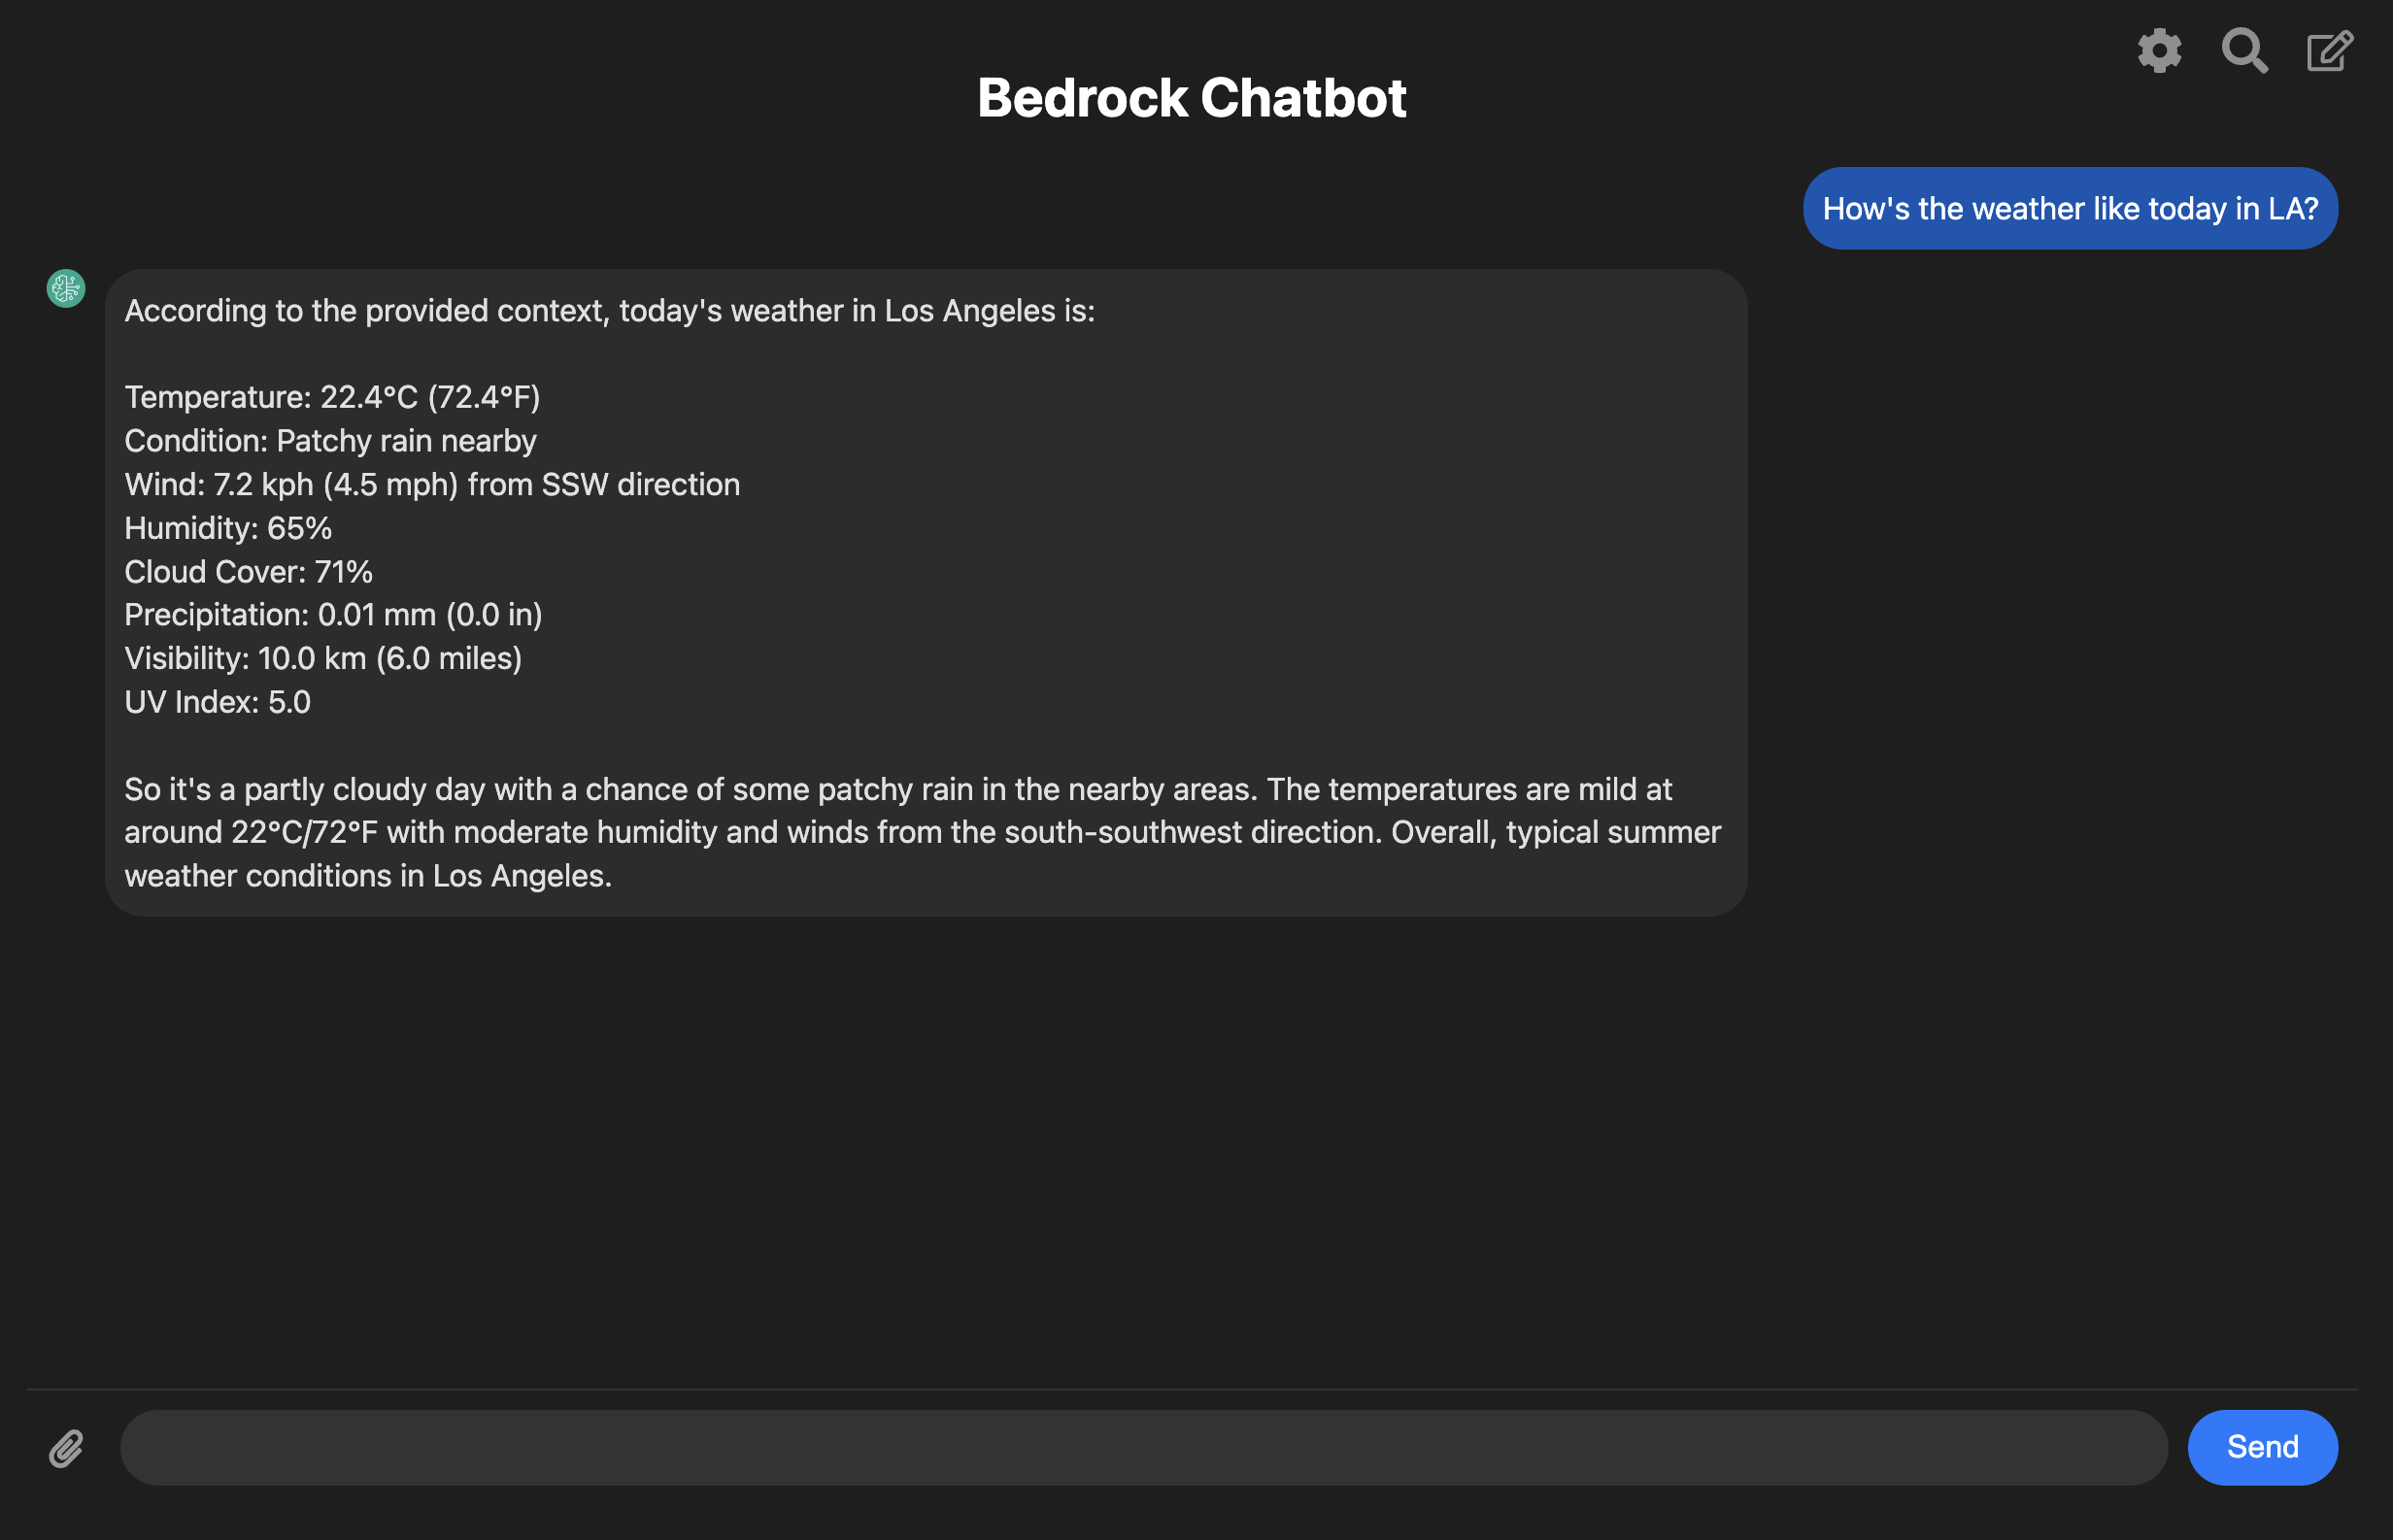 Bedrock Chatbot
How's the weather like today in LA?
According to the provided context, today's weather in Los Angeles is:
Temperature: 22.4°C (72.4°F)
Condition: Patchy rain nearby
Wind: 7.2 kph (4.5 mph) from SSW direction
Humidity: 65%
Cloud Cover: 71%
Precipitation: 0.01 mm (0.0 in)
Visibility: 10.0 km (6.0 miles)
UV Index: 5.0
So it's a partly cloudy day with a chance of some patchy rain in the nearby areas. The temperatures are mild at
around 22°C/72°F with moderate humidity and winds from the south-southwest direction. Overall, typical summer
weather conditions in Los Angeles.
Send